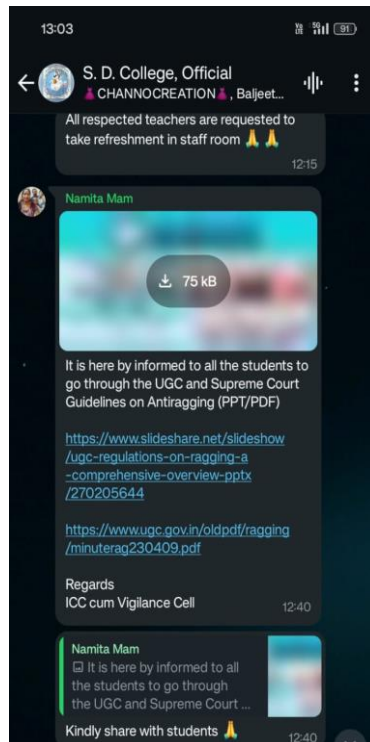 13:03
Vo LTE 5G 91
S. D. College, Official
CHANNOCREATION, Baljeet...
All respected teachers are requested to
take refreshment in staff room 🙏 🙏
12:15
Namita Mam
75 kB
It is here by informed to all the students to
go through the UGC and Supreme Court
Guidelines on Antiragging (PPT/PDF)
https://www.slideshare.net/slideshow
/ugc-regulations-on-ragging-a
-comprehensive-overview-pptx
/270205644
https://www.ugc.gov.in/oldpdf/ragging
/minuterag230409.pdf
Regards
ICC cum Vigilance Cell
12:40
Namita Mam
It is here by informed to all
the students to go through
the UGC and Supreme Court ...
Kindly share with students 🙏
12:40